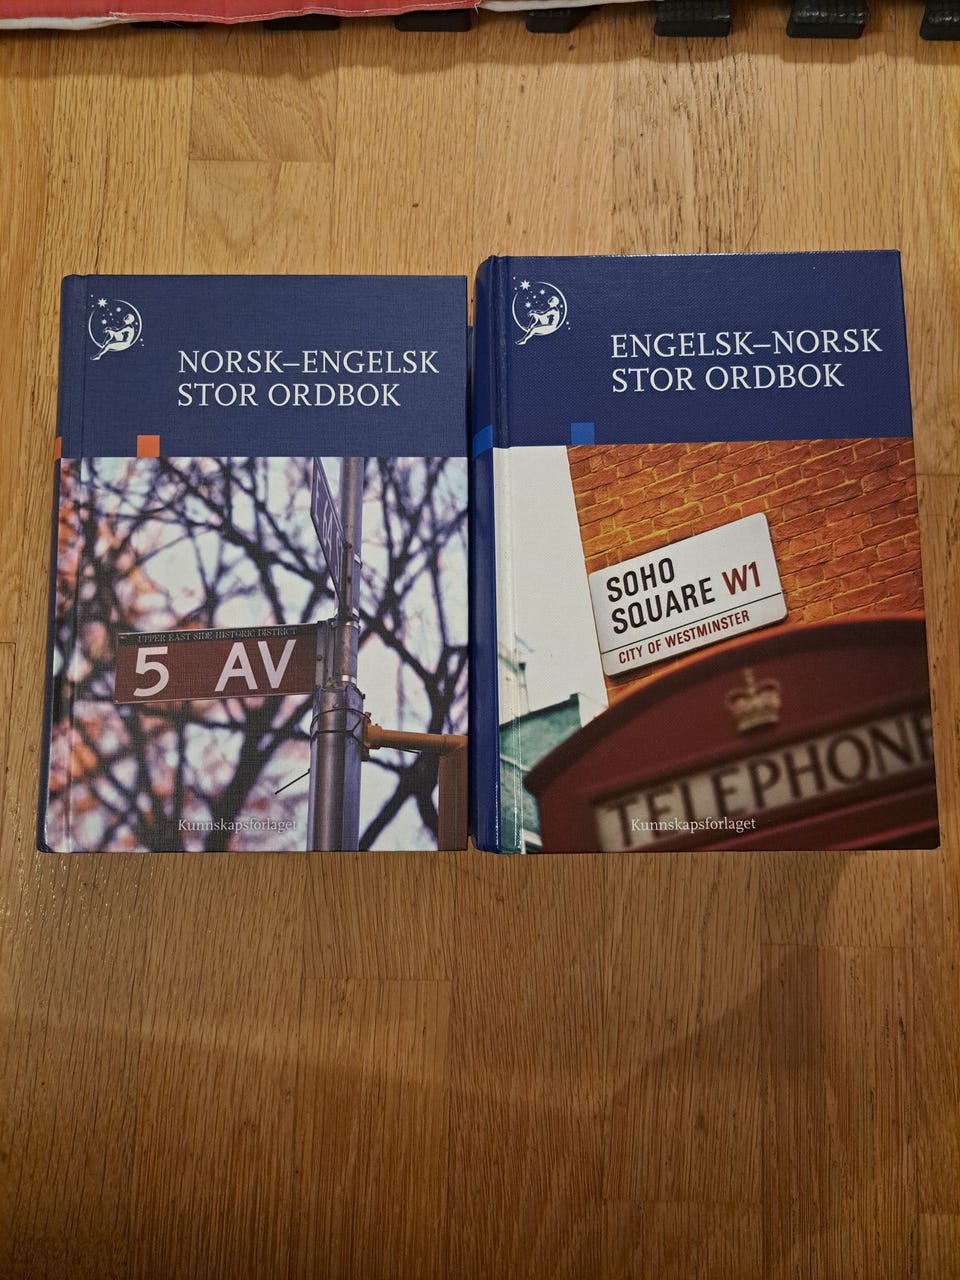 NORSK–ENGELSK
STOR ORDBOK
UPPER EAST SIDE HISTORIC DISTRICT
5 AV
Kunnskapsforlaget
ENGELSK–NORSK
STOR ORDBOK
SOHO
SQUARE W1
CITY OF WESTMINSTER
TELEPHONE
Kunnskapsforlaget